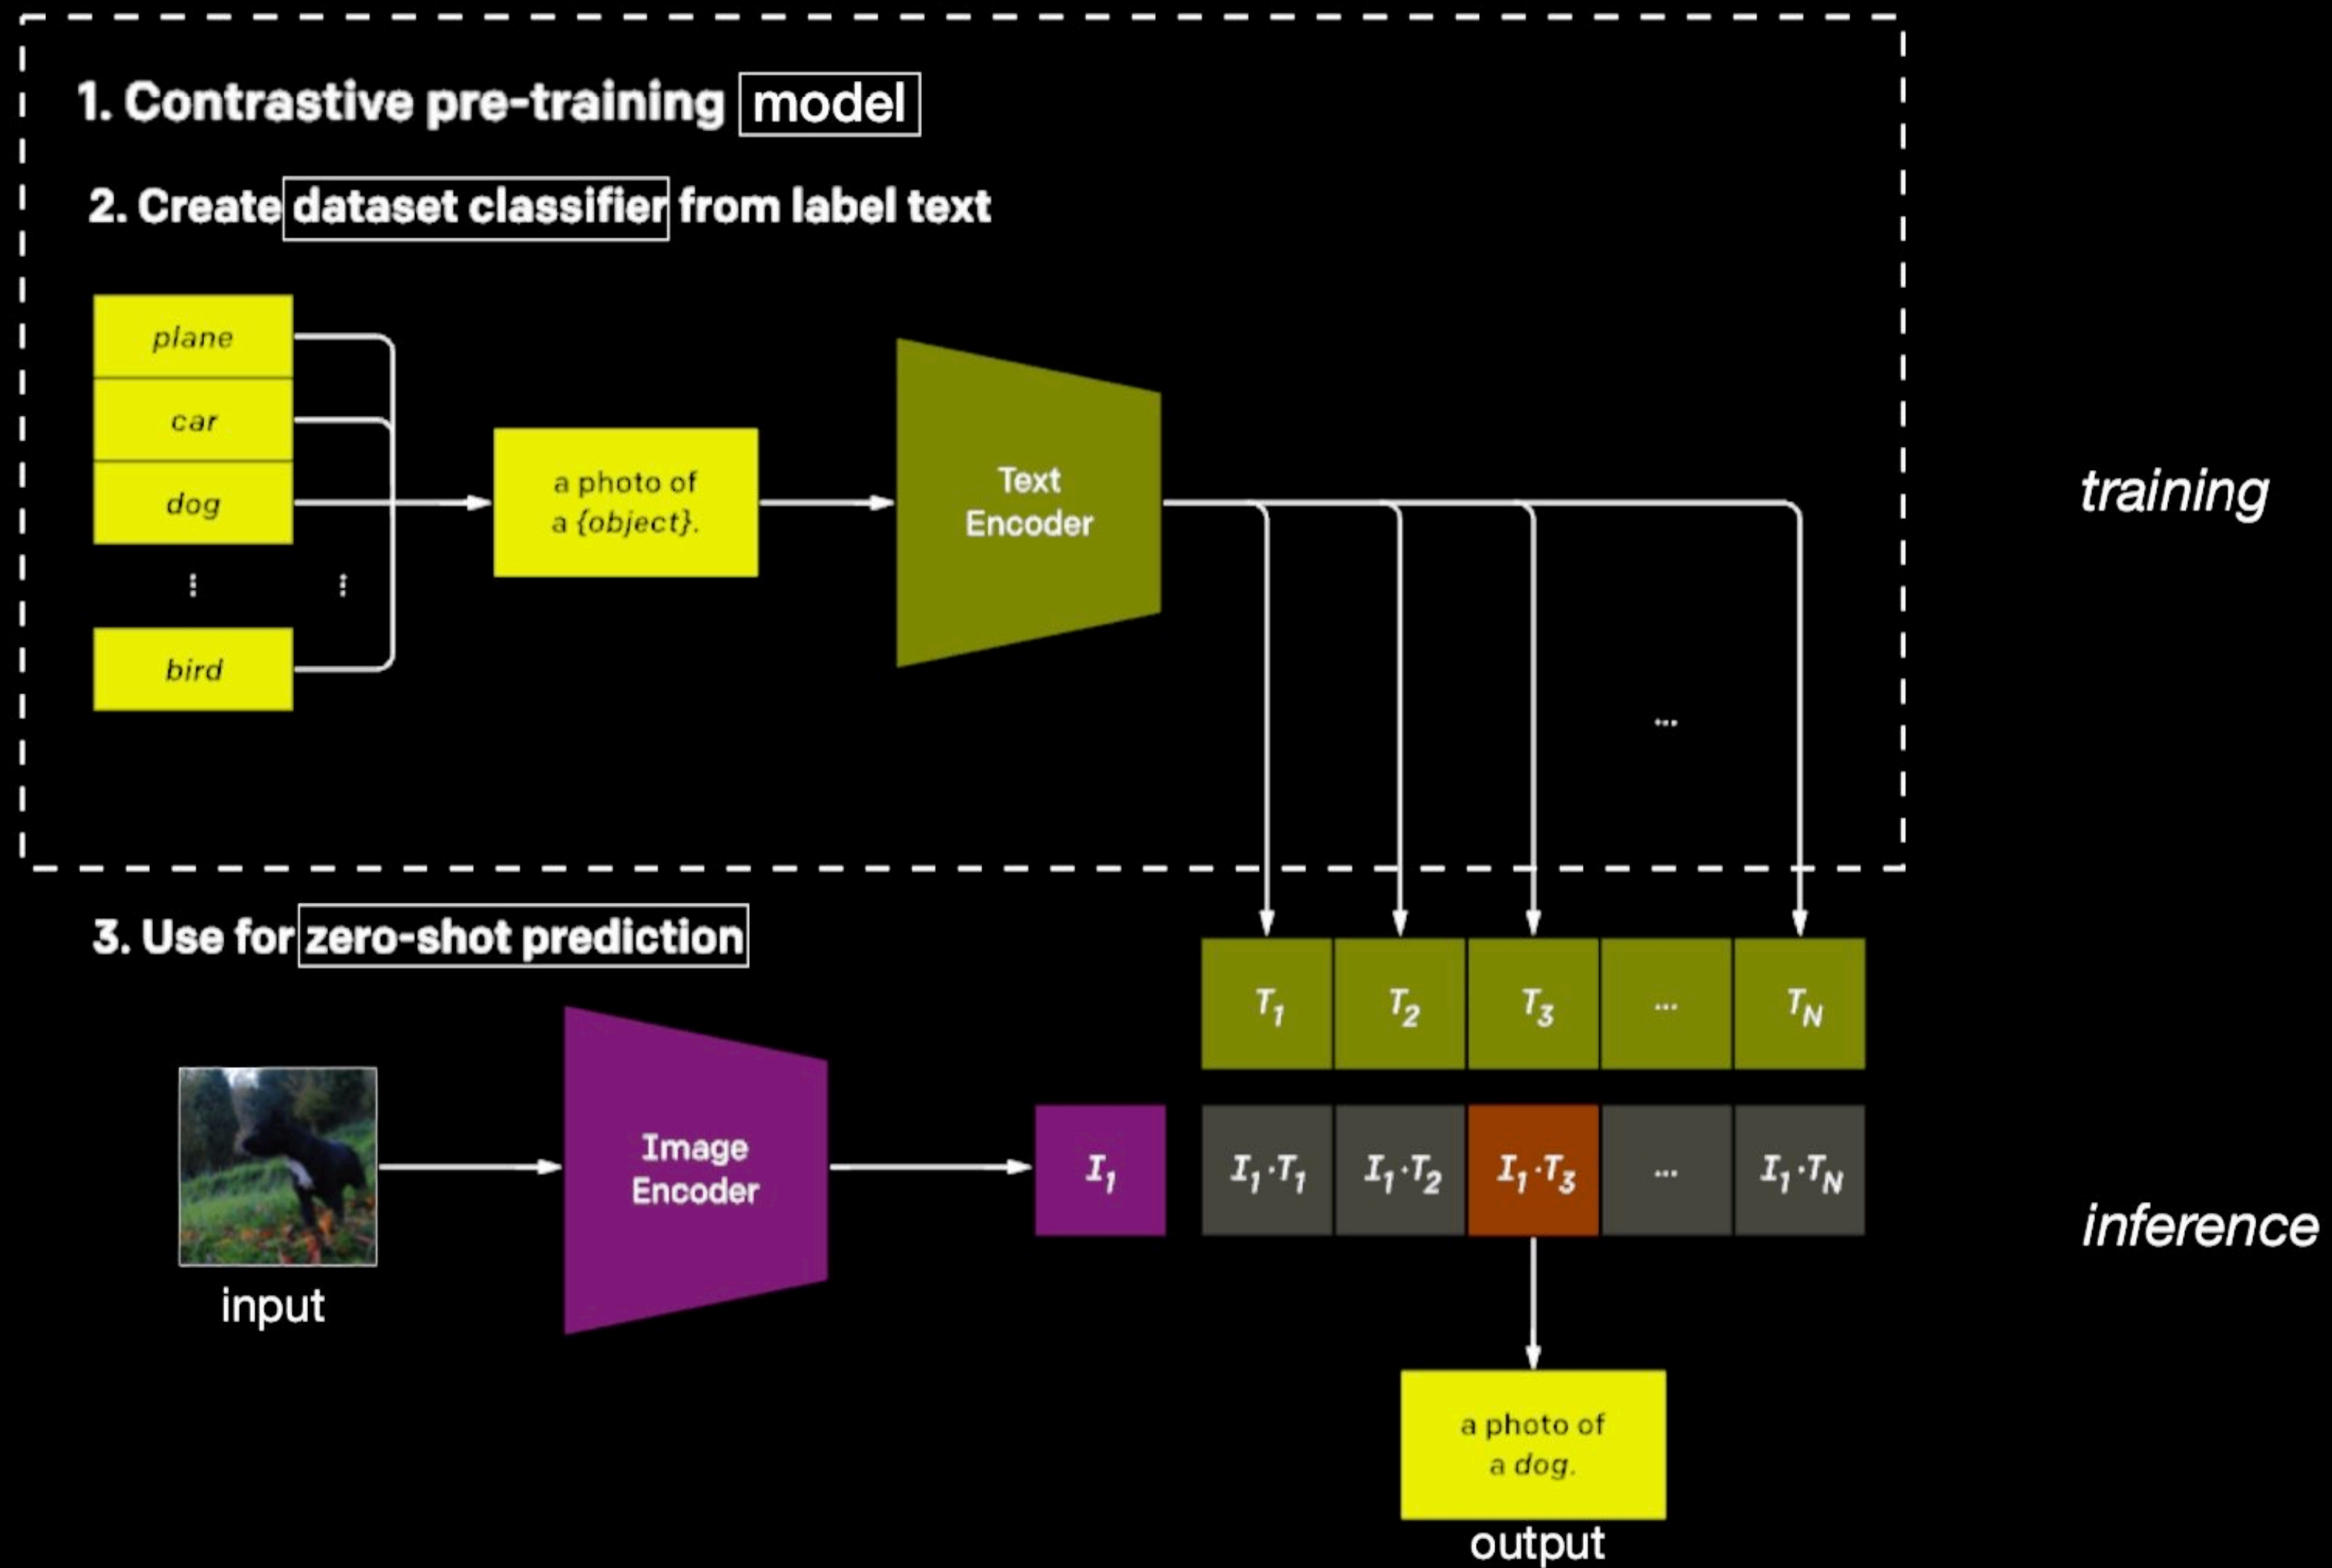 1. Contrastive pre-training model
2. Create dataset classifier from label text
plane
car
dog
⋮ ⋮
bird
a photo of
a {object}.
Text
Encoder
...
training
3. Use for zero-shot prediction
T₁ T₂ T₃ ... T_N
Image
Encoder
I₁ I₁·T₁ I₁·T₂ I₁·T₃ ... I₁·T_N
input
inference
a photo of
a dog.
output